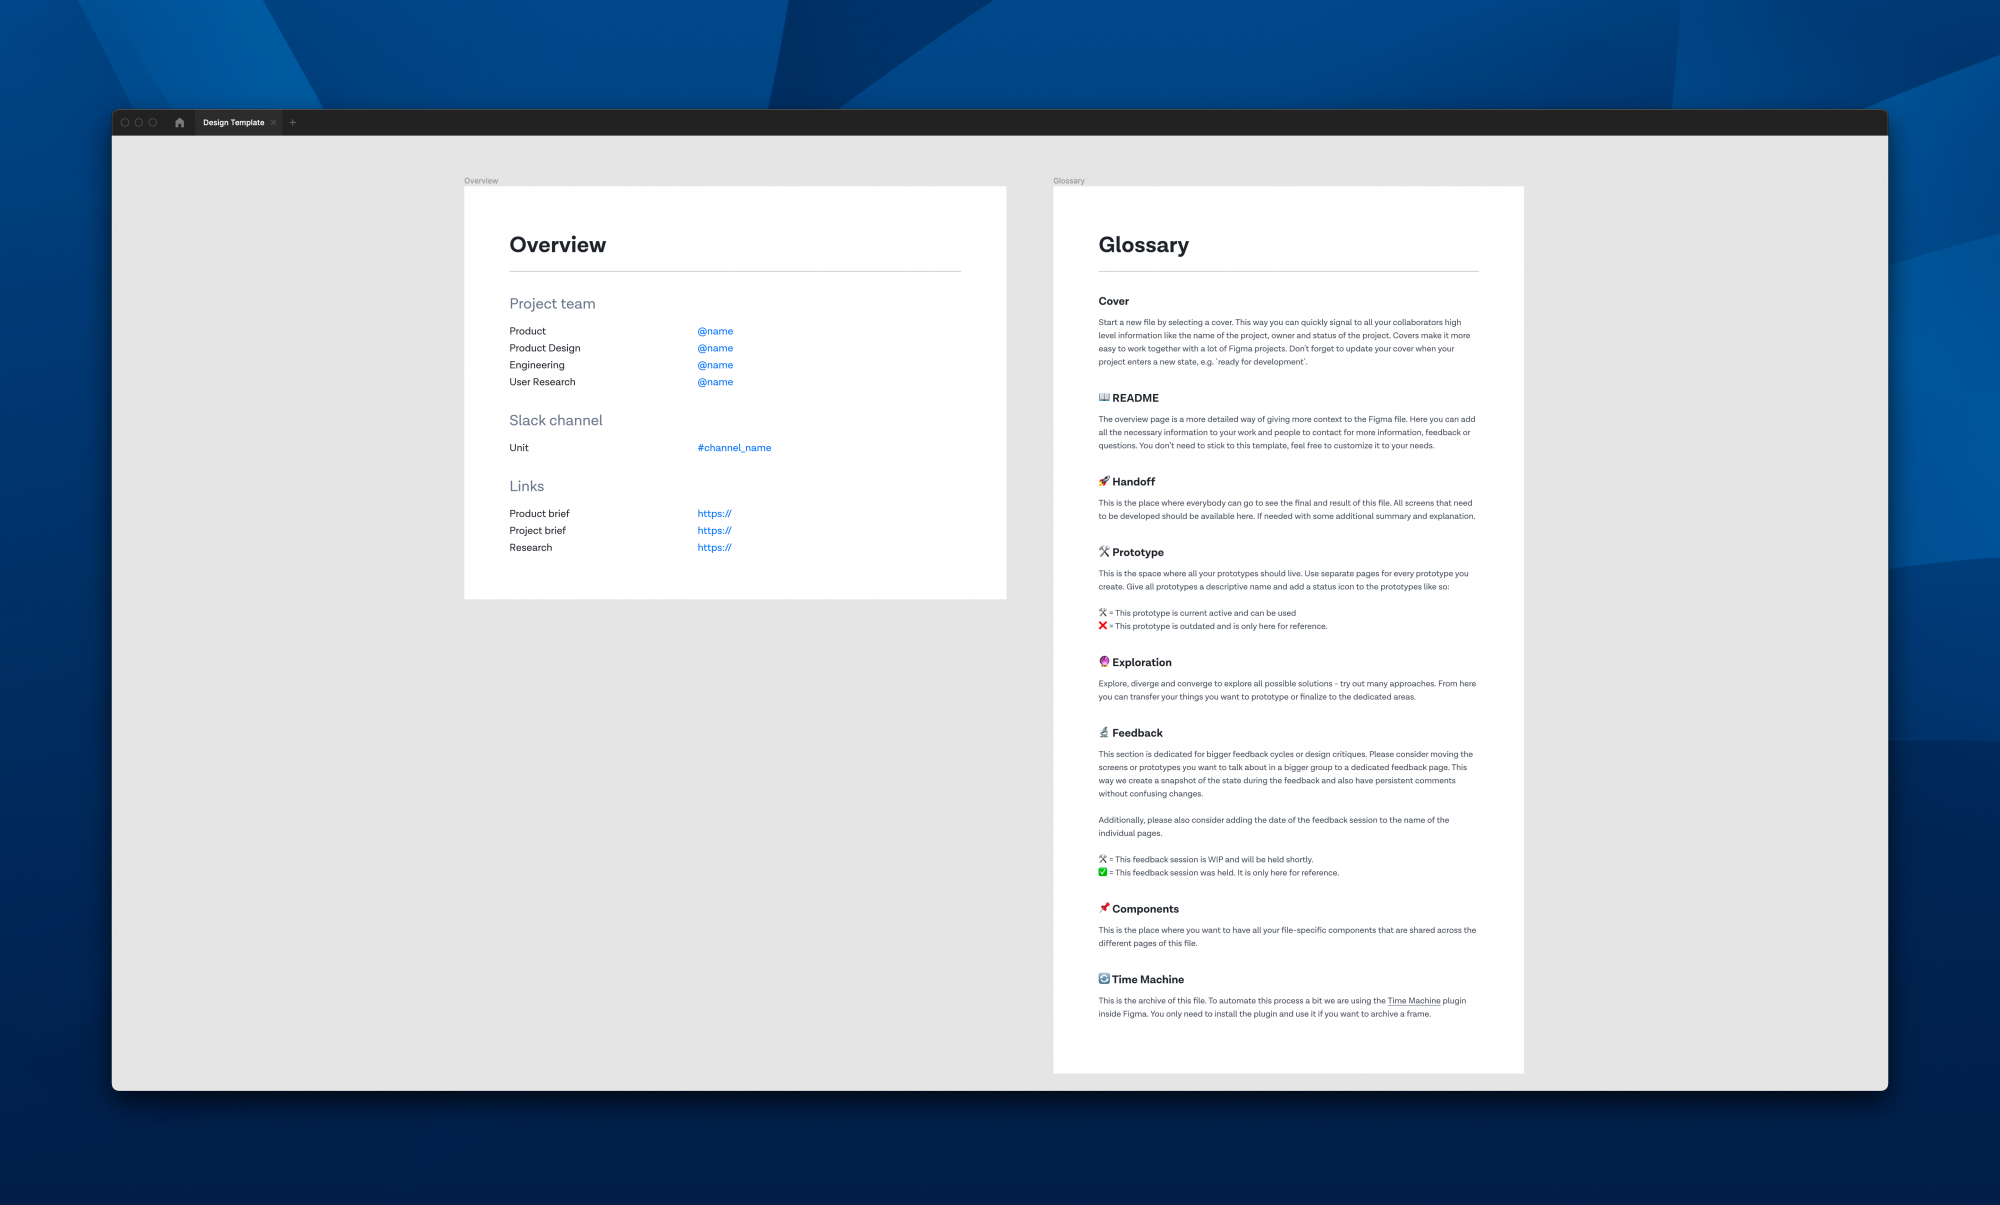 Design Template
Overview
Overview
Project team
Product @name
Product Design @name
Engineering @name
User Research @name
Slack channel
Unit #channel_name
Links
Product brief https://
Project brief https://
Research https://
Glossary
Glossary
Cover
Start a new file by selecting a cover. This way you can quickly signal to all your collaborators high
level information like the name of the project, owner and status of the project. Covers make it more
easy to work together with a lot of Figma projects. Don't forget to update your cover when your
project enters a new state, e.g. `ready for development`.
📖 README
The overview page is a more detailed way of giving more context to the Figma file. Here you can add
all the necessary information to your work and people to contact for more information, feedback or
questions. You don't need to stick to this template, feel free to customize it to your needs.
🚀 Handoff
This is the place where everybody can go to see the final and result of this file. All screens that need
to be developed should be available here. If needed with some additional summary and explanation.
🛠 Prototype
This is the space where all your prototypes should live. Use separate pages for every prototype you
create. Give all prototypes a descriptive name and add a status icon to the prototypes like so:
🛠 = This prototype is current active and can be used
❌ = This prototype is outdated and is only here for reference.
🔮 Exploration
Explore, diverge and converge to explore all possible solutions - try out many approaches. From here
you can transfer your things you want to prototype or finalize to the dedicated areas.
🔬 Feedback
This section is dedicated for bigger feedback cycles or design critiques. Please consider moving the
screens or prototypes you want to talk about in a bigger group to a dedicated feedback page. This
way we create a snapshot of the state during the feedback and also have persistent comments
without confusing changes.
Additionally, please also consider adding the date of the feedback session to the name of the
individual pages.
🛠 = This feedback session is WIP and will be held shortly.
✅ = This feedback session was held. It is only here for reference.
📌 Components
This is the place where you want to have all your file-specific components that are shared across the
different pages of this file.
🔄 Time Machine
This is the archive of this file. To automate this process a bit we are using the Time Machine plugin
inside Figma. You only need to install the plugin and use it if you want to archive a frame.